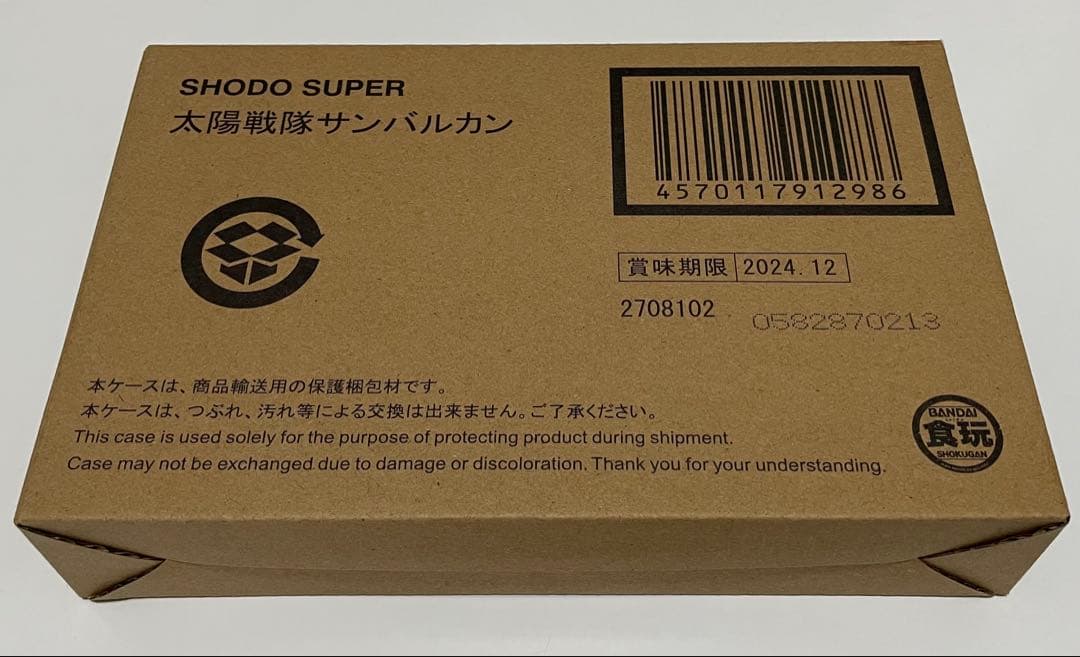 SHODO SUPER
太陽戦隊サンバルカン
4570117912986
賞味期限 2024.12
2708102
0582870213
本ケースは、商品輸送用の保護梱包材です。
本ケースは、つぶれ、汚れ等による交換は出来ません。ご了承ください。
This case is used solely for the purpose of protecting product during shipment.
Case may not be exchanged due to damage or discoloration. Thank you for your understanding.
BANDAI
食玩
SHOKUGAN